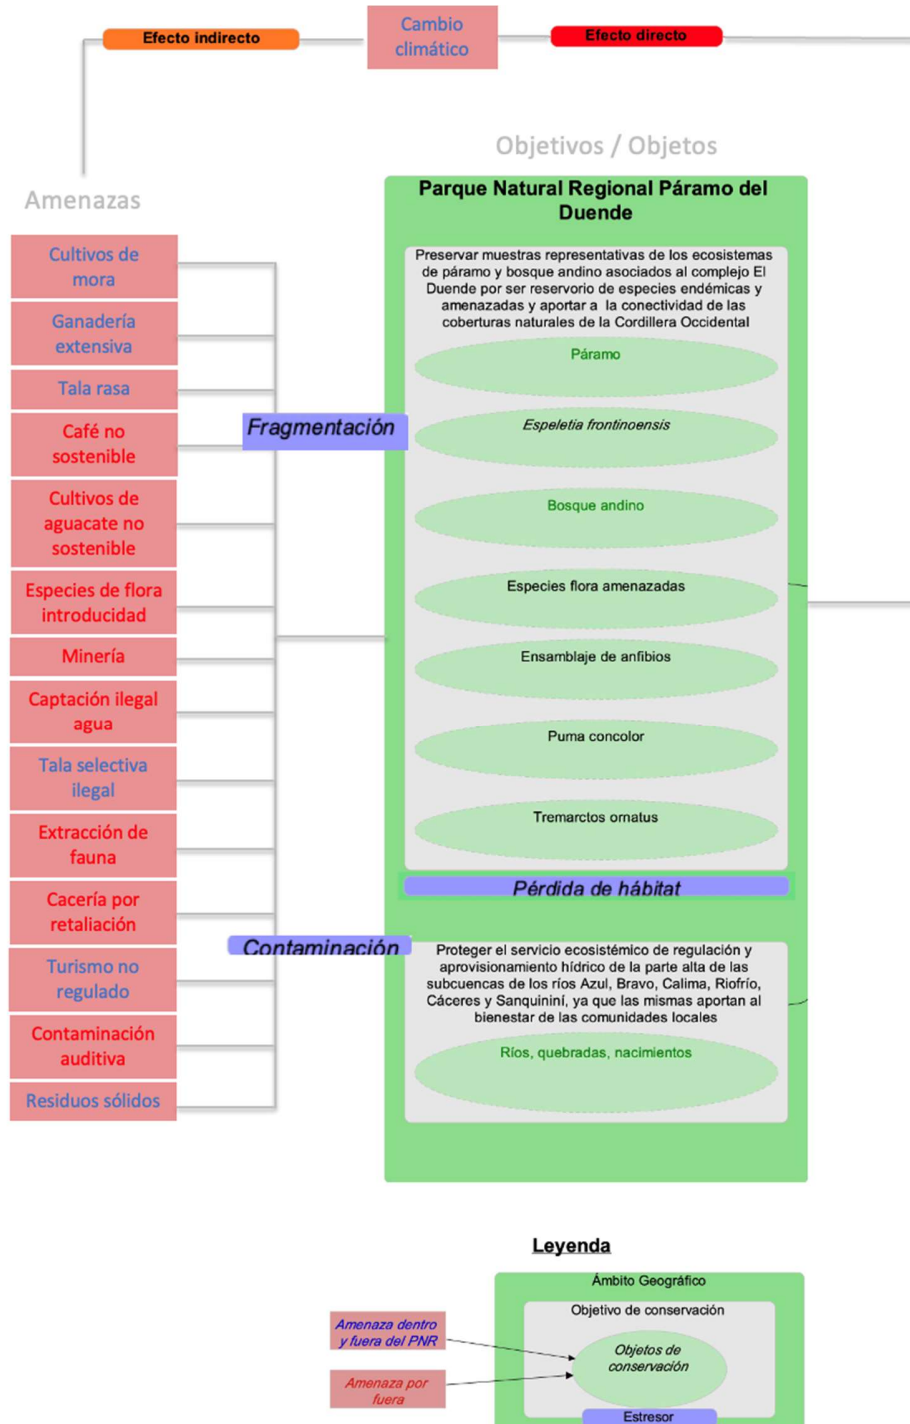 Efecto indirecto
Cambio
climático
Efecto directo
Objetivos / Objetos
Amenazas
Cultivos de
mora
Ganadería
extensiva
Tala rasa
Café no
sostenible
Cultivos de
aguacate no
sostenible
Especies de flora
introducidad
Minería
Captación ilegal
agua
Tala selectiva
ilegal
Extracción de
fauna
Cacería por
retaliación
Turismo no
regulado
Contaminación
auditiva
Residuos sólidos
Fragmentación
Contaminación
Parque Natural Regional Páramo del
Duende
Preservar muestras representativas de los ecosistemas
de páramo y bosque andino asociados al complejo El
Duende por ser reservorio de especies endémicas y
amenazadas y aportar a la conectividad de las
coberturas naturales de la Cordillera Occidental
Páramo
Espeletia frontinoensis
Bosque andino
Especies flora amenazadas
Ensamblaje de anfibios
Puma concolor
Tremarctos ornatus
Pérdida de hábitat
Proteger el servicio ecosistémico de regulación y
aprovisionamiento hídrico de la parte alta de las
subcuencas de los ríos Azul, Bravo, Calima, Riofrío,
Cáceres y Sanquininí, ya que las mismas aportan al
bienestar de las comunidades locales
Ríos, quebradas, nacimientos
Leyenda
Ámbito Geográfico
Objetivo de conservación
Amenaza dentro
y fuera del PNR
Amenaza por
fuera
Objetos de
conservación
Estresor